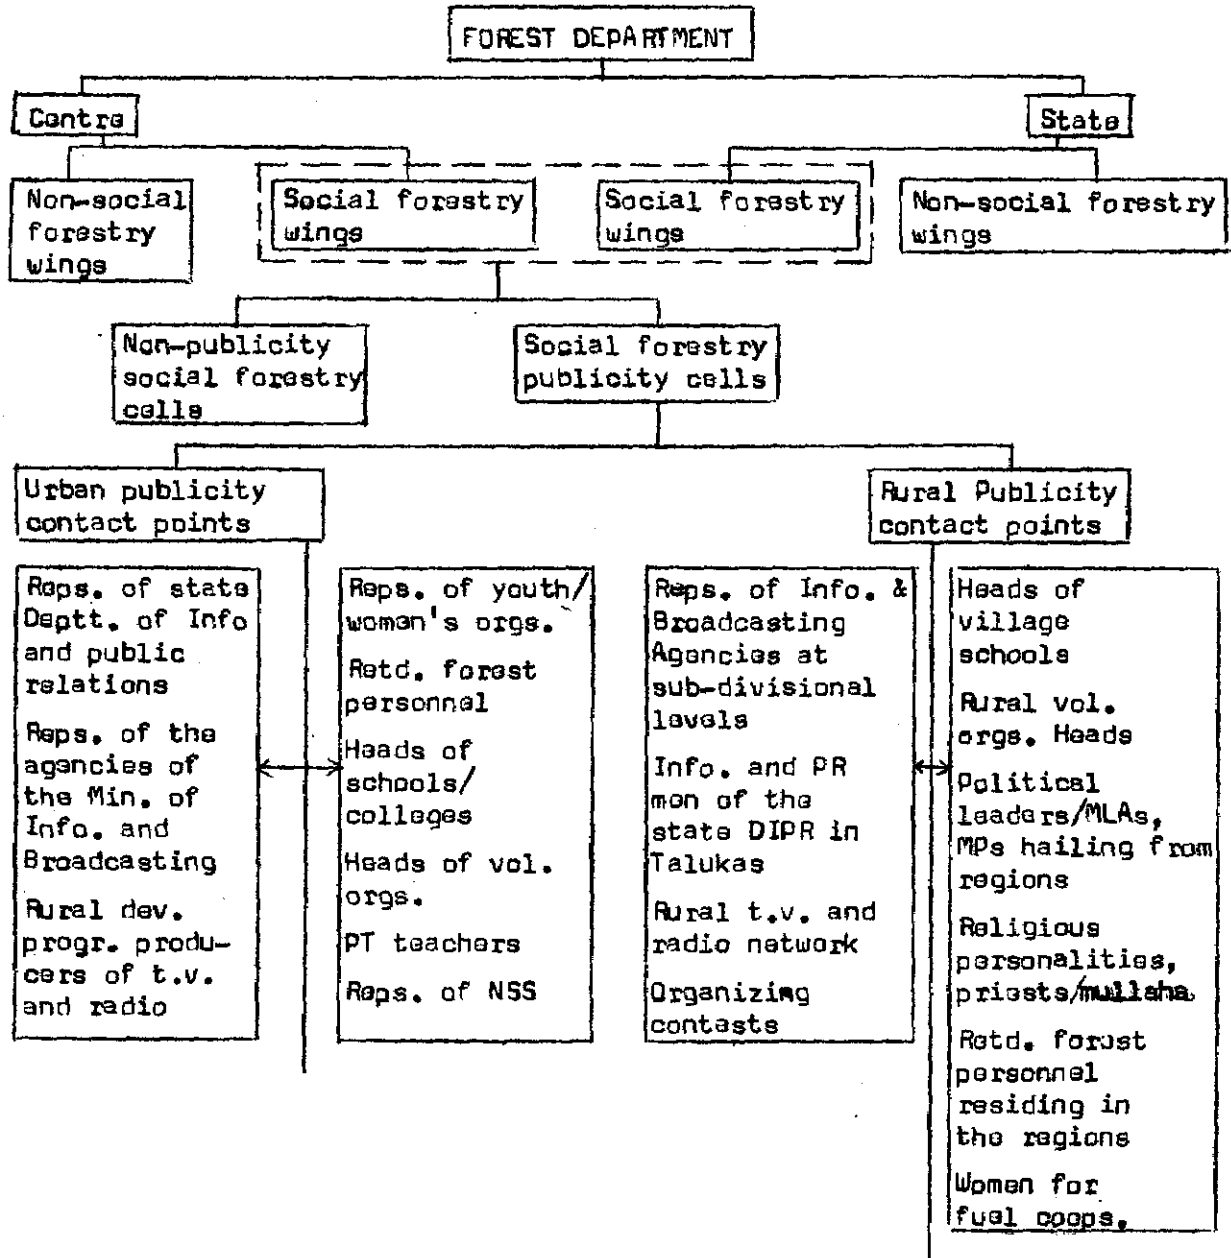 FOREST DEPARTMENT
Centre
State
Non-social
forestry
wings
Social forestry
wings
Social forestry
wings
Non-social forestry
wings
Non-publicity
social forestry
cells
Social forestry
publicity cells
Urban publicity
contact points
Rural Publicity
contact points
Reps. of state
Deptt. of Info
and public
relations
Reps. of the
agencies of
the Min. of
Info. and
Broadcasting
Rural dev.
progr. produ-
cers of t.v.
and radio
Reps. of youth/
women's orgs.
Retd. forest
personnel
Heads of
schools/
colleges
Heads of vol.
orgs.
PT teachers
Reps. of NSS
Reps. of Info. &
Broadcasting
Agencies at
sub-divisional
levels
Info. and PR
men of the
state DIPR in
Talukas
Rural t.v. and
radio network
Organizing
contests
Heads of
village
schools
Rural vol.
orgs. Heads
Political
leaders/MLAs,
MPs hailing from
regions
Religious
personalities,
priests/mullahs
Retd. forest
personnel
residing in
the regions
Women for
fuel coops.